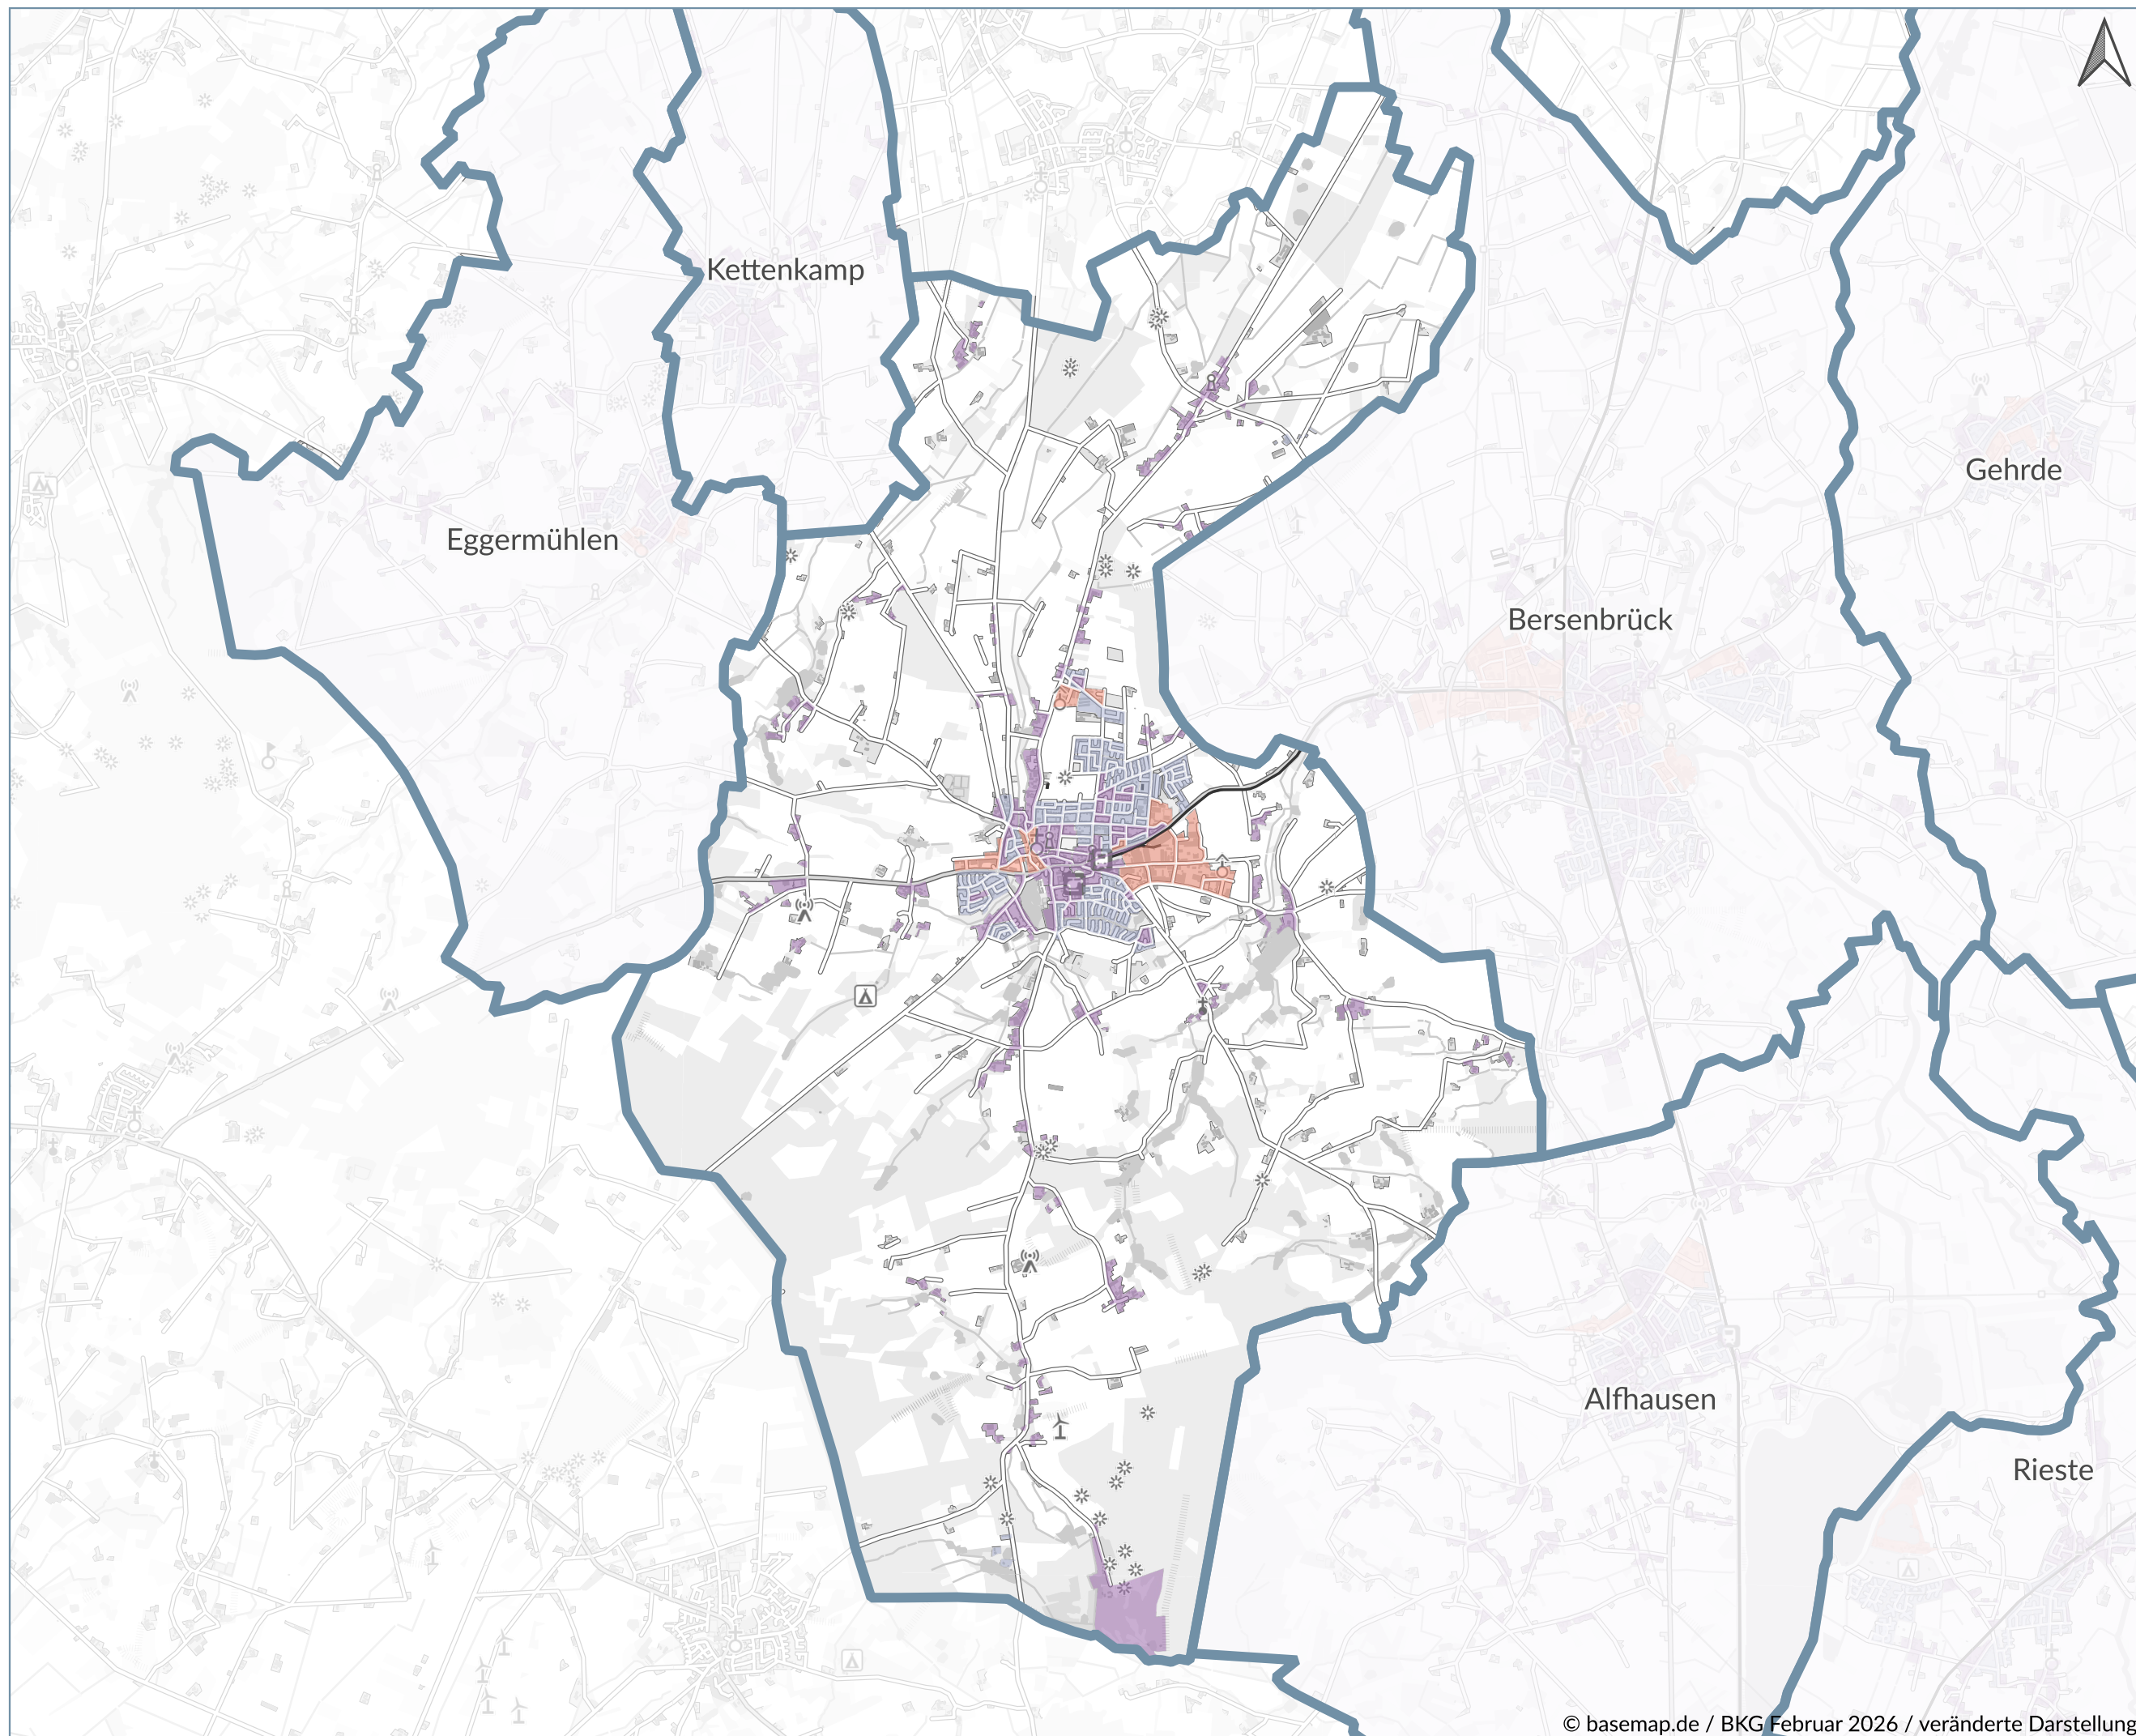 Kettenkamp
Gehrde
Eggermühlen
Bersenbrück
Alfhausen
Rieste
© basemap.de / BKG Februar 2026 / veränderte Darstellung